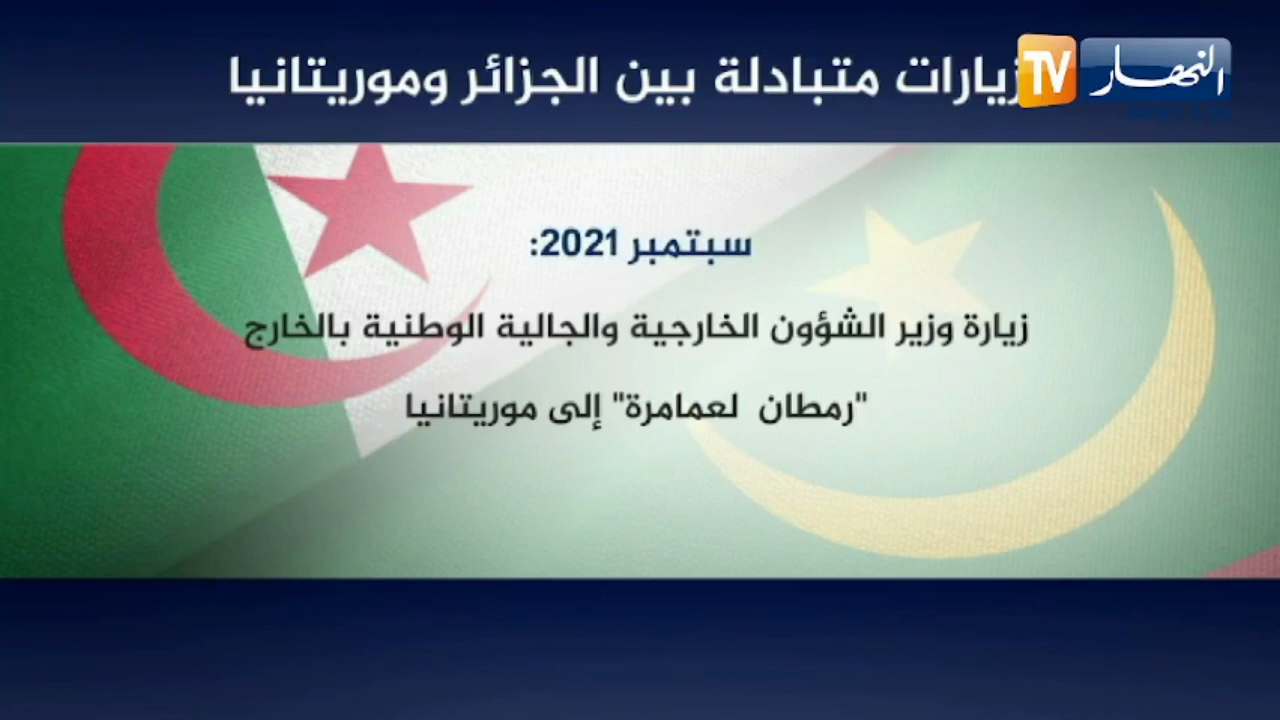 زيارات متبادلة بين الجزائر وموريتانيا
TV النهار
سبتمبر 2021:
زيارة وزير الشؤون الخارجية والجالية الوطنية بالخارج
"رمطان لعمامرة" إلى موريتانيا